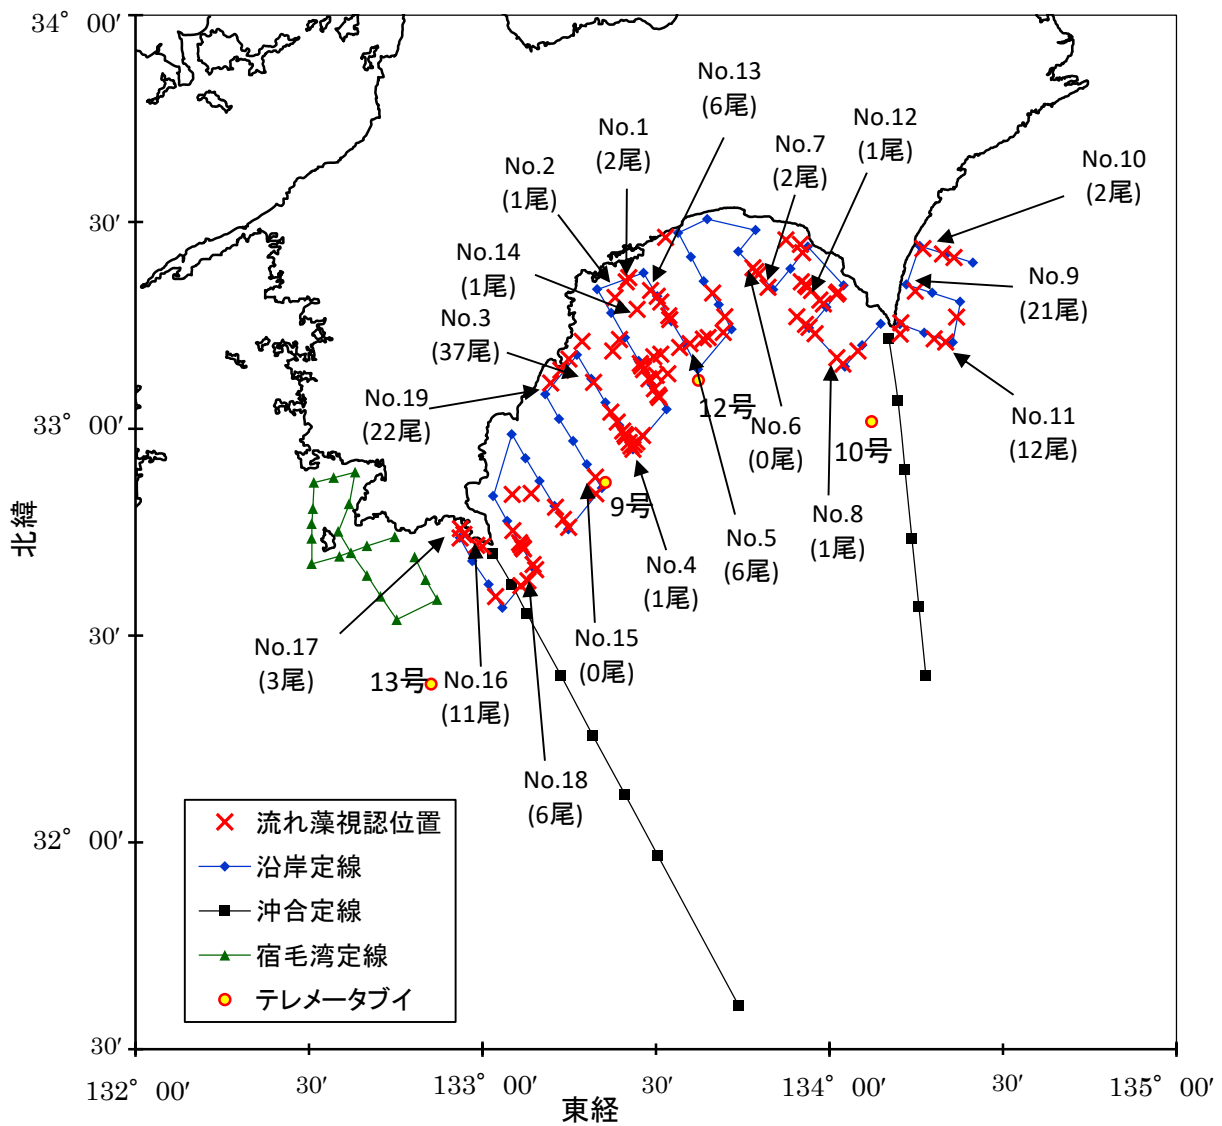 34° 00′
No.13
(6尾)
No.1
(2尾)
No.12
(1尾)
No.7
(2尾)
No.2
(1尾)
No.10
(2尾)
30′
No.14
(1尾)
No.9
(21尾)
No.3
(37尾)
No.19
(22尾)
12号
No.6
(0尾)
10号
No.11
(12尾)
33° 00′
9号
No.8
(1尾)
No.5
(6尾)
No.4
(1尾)
北緯
No.17
(3尾)
No.15
(0尾)
30′
13号
No.16
(11尾)
No.18
(6尾)
流れ藻視認位置
沿岸定線
沖合定線
宿毛湾定線
テレメータブイ
32° 00′
30′
132° 00′
30′
133° 00′
30′
134° 00′
30′
135° 00′
東経